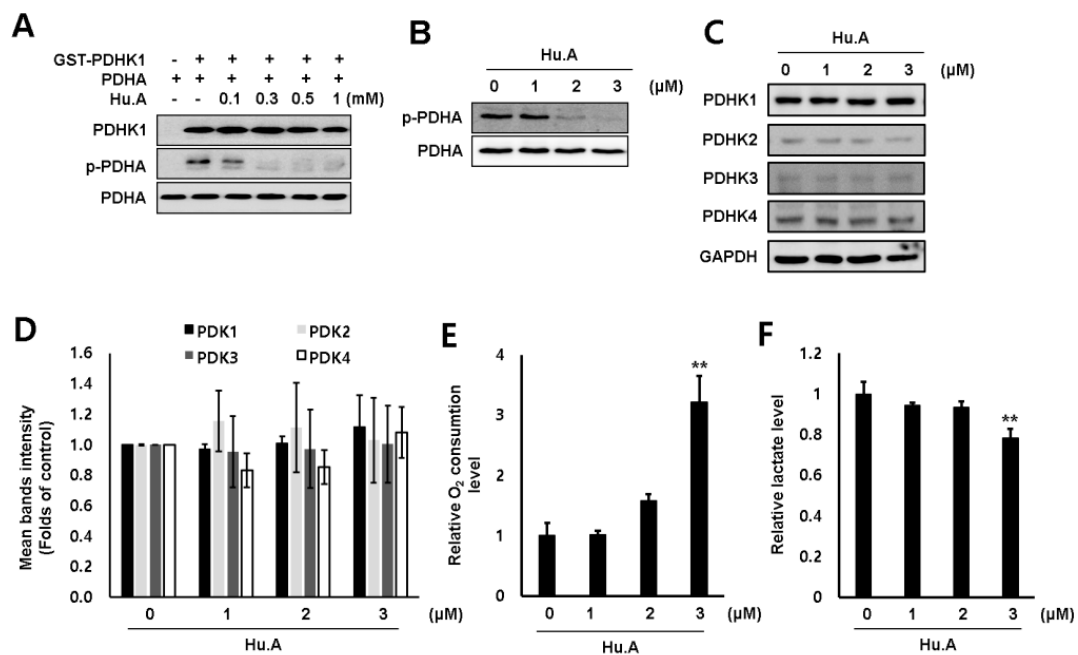 A
GST-PDHK1 - + + + + +
PDHA + + + + + +
Hu.A - - 0.1 0.3 0.5 1 (mM)
PDHK1
p-PDHA
PDHA
B
Hu.A
0 1 2 3 (μM)
p-PDHA
PDHA
C
Hu.A
0 1 2 3 (μM)
PDHK1
PDHK2
PDHK3
PDHK4
GAPDH
D
PDK1 PDK2
PDK3 PDK4
Mean bands intensity
(Folds of control)
1.6
1.4
1.2
1.0
0.8
0.6
0.4
0.2
0.0
0 1 2 3 (μM)
Hu.A
E
Relative O₂ consumtion
level
4
3
2
1
0
**
0 1 2 3 (μM)
Hu.A
F
Relative lactate level
1.2
1
0.8
0.6
0.4
0.2
0
**
0 1 2 3 (μM)
Hu.A